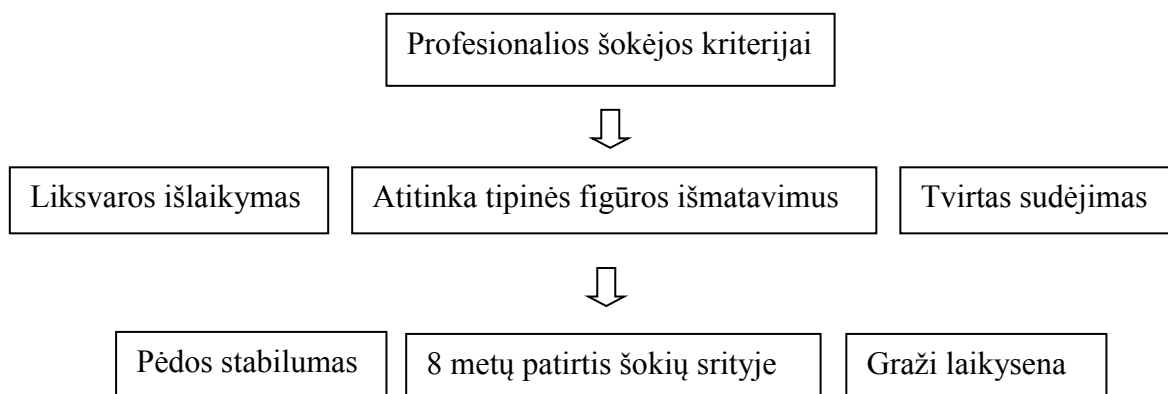 Profesionalios šokėjos kriterijai
Liksvaros išlaikymas
Atitinka tipinės figūros išmatavimus
Tvirtas sudėjimas
Pėdos stabilumas
8 metų patirtis šokių srityje
Graži laikysena